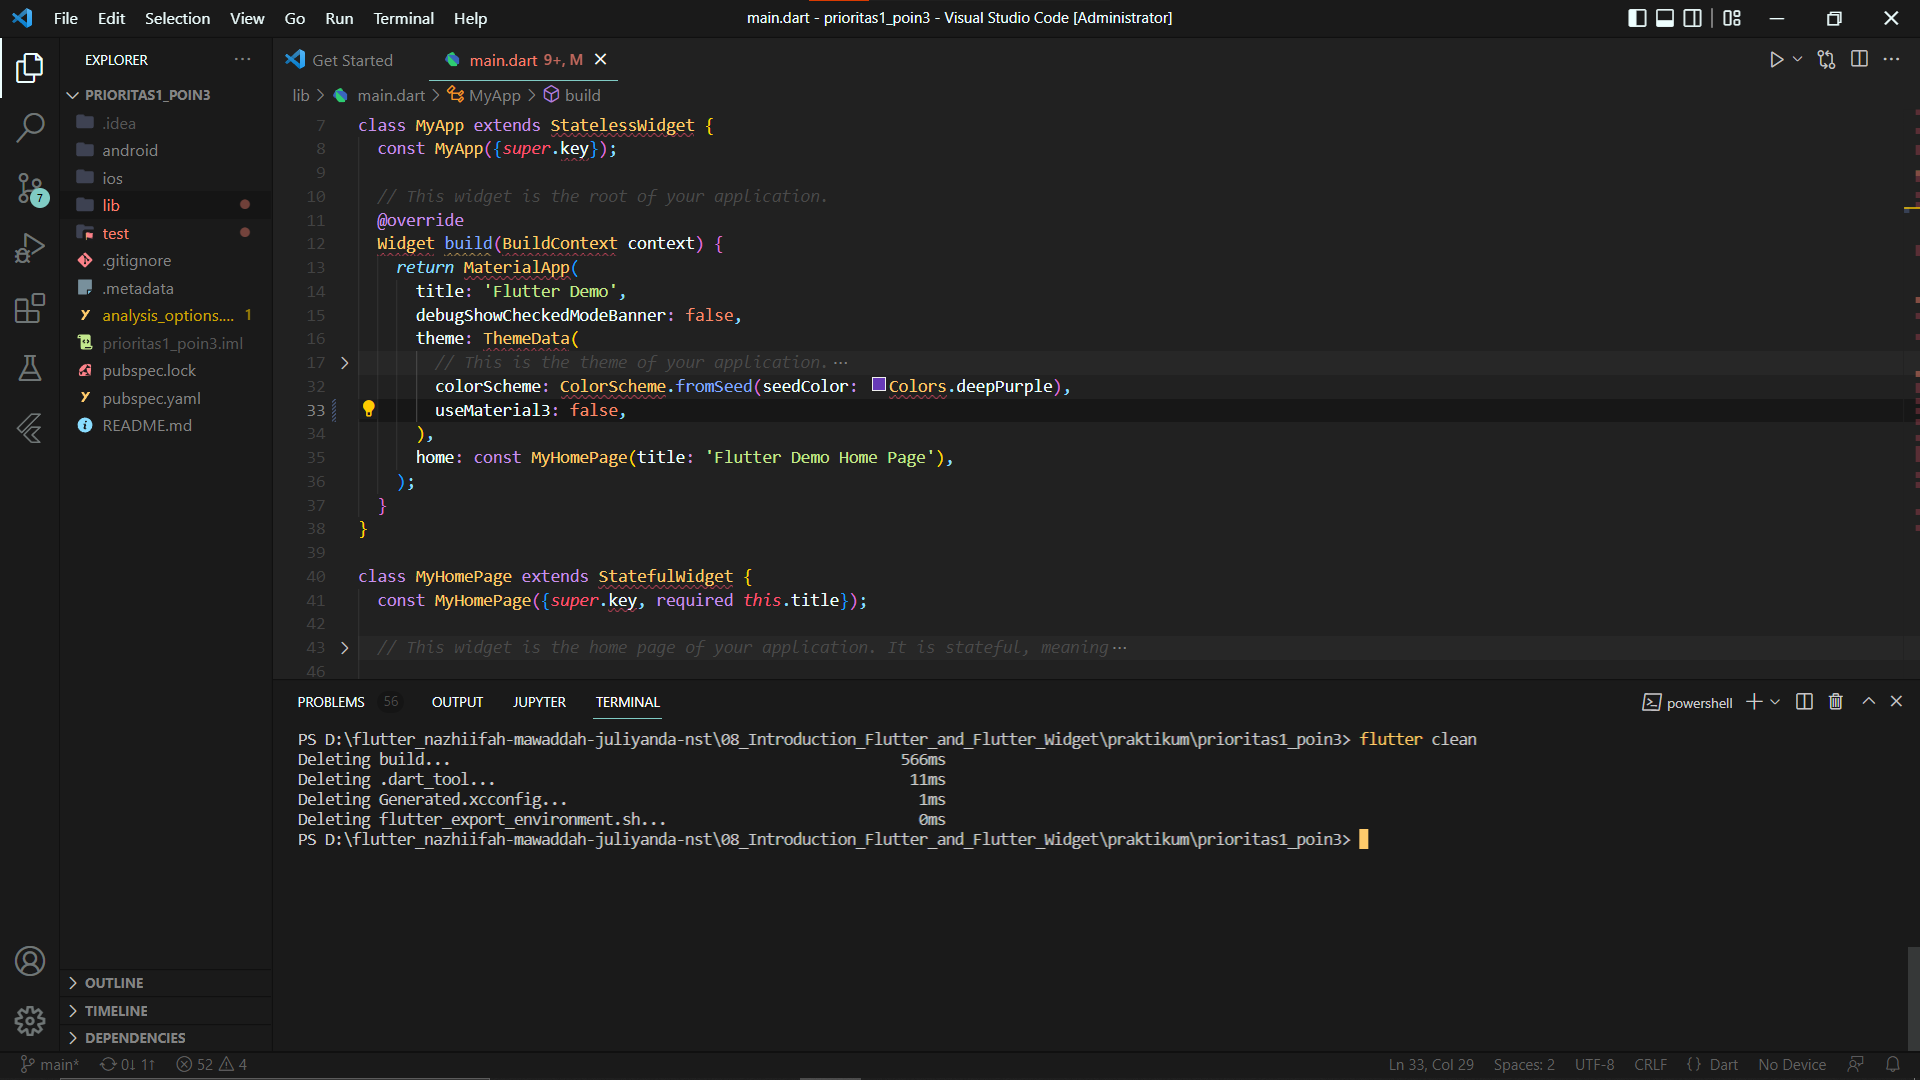 File Edit Selection View Go Run Terminal Help
main.dart - prioritas1_poin3 - Visual Studio Code [Administrator]
EXPLORER
PRIORITAS1_POIN3
.idea
android
ios
lib
test
.gitignore
.metadata
analysis_options.... 1
prioritas1_poin3.iml
pubspec.lock
pubspec.yaml
README.md
OUTLINE
TIMELINE
DEPENDENCIES
7
Get Started
main.dart 9+, M
lib > main.dart > MyApp > build
7 class MyApp extends StatelessWidget {
8 const MyApp({super.key});
9
10 // This widget is the root of your application.
11 @override
12 Widget build(BuildContext context) {
13 return MaterialApp(
14 title: 'Flutter Demo',
15 debugShowCheckedModeBanner: false,
16 theme: ThemeData(
17 // This is the theme of your application. ···
32 colorScheme: ColorScheme.fromSeed(seedColor: Colors.deepPurple),
33 useMaterial3: false,
34 ),
35 home: const MyHomePage(title: 'Flutter Demo Home Page'),
36 );
37 }
38 }
39
40 class MyHomePage extends StatefulWidget {
41 const MyHomePage({super.key, required this.title});
42
43 // This widget is the home page of your application. It is stateful, meaning ···
46
PROBLEMS 56 OUTPUT JUPYTER TERMINAL
powershell
PS D:\flutter_nazhiifah-mawaddah-juliyanda-nst\08_Introduction_Flutter_and_Flutter_Widget\praktikum\prioritas1_poin3> flutter clean
Deleting build... 566ms
Deleting .dart_tool... 11ms
Deleting Generated.xcconfig... 1ms
Deleting flutter_export_environment.sh... 0ms
PS D:\flutter_nazhiifah-mawaddah-juliyanda-nst\08_Introduction_Flutter_and_Flutter_Widget\praktikum\prioritas1_poin3>
main* 0↓ 1↑ 52 4
Ln 33, Col 29 Spaces: 2 UTF-8 CRLF {} Dart No Device